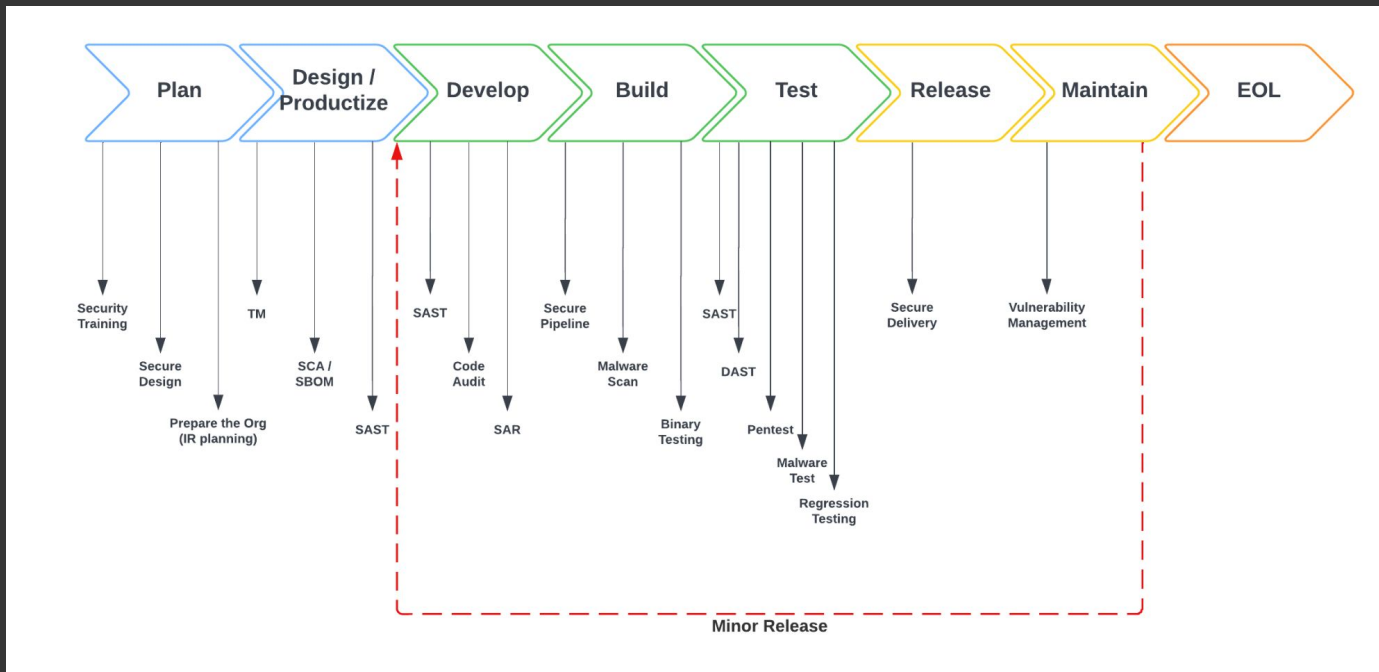 Plan
Design /
Productize
Develop
Build
Test
Release
Maintain
EOL
Security
Training
Secure
Design
Prepare the Org
(IR planning)
TM
SCA /
SBOM
SAST
SAST
Code
Audit
SAR
Secure
Pipeline
Malware
Scan
Binary
Testing
SAST
DAST
Pentest
Malware
Test
Regression
Testing
Secure
Delivery
Vulnerability
Management
Minor Release